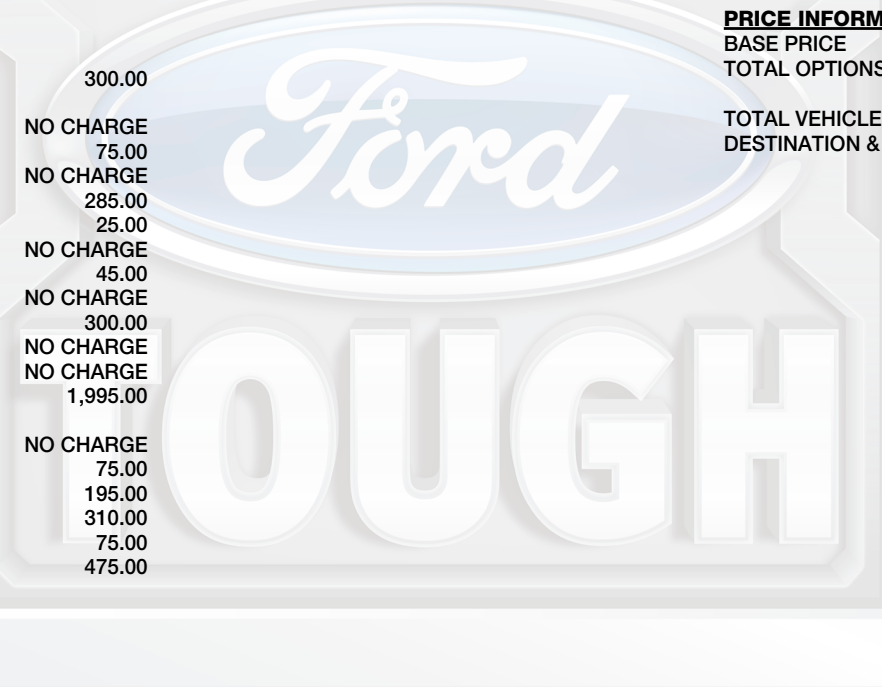 PRICE INFORM
BASE PRICE
300.00
TOTAL OPTIONS
NO CHARGE
TOTAL VEHICLE
75.00
DESTINATION &
NO CHARGE
285.00
25.00
NO CHARGE
45.00
NO CHARGE
300.00
NO CHARGE
NO CHARGE
1,995.00
NO CHARGE
75.00
195.00
310.00
75.00
475.00
Ford
TOUGH